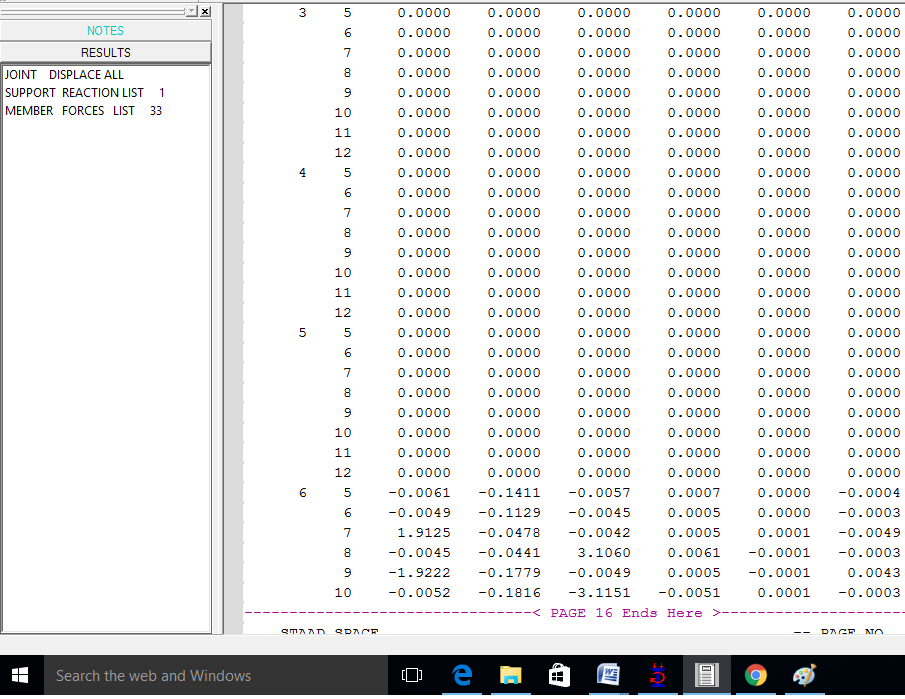 NOTES
RESULTS
JOINT DISPLACE ALL
SUPPORT REACTION LIST 1
MEMBER FORCES LIST 33
3 5 0.0000 0.0000 0.0000 0.0000 0.0000 0.0000
6 0.0000 0.0000 0.0000 0.0000 0.0000 0.0000
7 0.0000 0.0000 0.0000 0.0000 0.0000 0.0000
8 0.0000 0.0000 0.0000 0.0000 0.0000 0.0000
9 0.0000 0.0000 0.0000 0.0000 0.0000 0.0000
10 0.0000 0.0000 0.0000 0.0000 0.0000 0.0000
11 0.0000 0.0000 0.0000 0.0000 0.0000 0.0000
12 0.0000 0.0000 0.0000 0.0000 0.0000 0.0000
4 5 0.0000 0.0000 0.0000 0.0000 0.0000 0.0000
6 0.0000 0.0000 0.0000 0.0000 0.0000 0.0000
7 0.0000 0.0000 0.0000 0.0000 0.0000 0.0000
8 0.0000 0.0000 0.0000 0.0000 0.0000 0.0000
9 0.0000 0.0000 0.0000 0.0000 0.0000 0.0000
10 0.0000 0.0000 0.0000 0.0000 0.0000 0.0000
11 0.0000 0.0000 0.0000 0.0000 0.0000 0.0000
12 0.0000 0.0000 0.0000 0.0000 0.0000 0.0000
5 5 0.0000 0.0000 0.0000 0.0000 0.0000 0.0000
6 0.0000 0.0000 0.0000 0.0000 0.0000 0.0000
7 0.0000 0.0000 0.0000 0.0000 0.0000 0.0000
8 0.0000 0.0000 0.0000 0.0000 0.0000 0.0000
9 0.0000 0.0000 0.0000 0.0000 0.0000 0.0000
10 0.0000 0.0000 0.0000 0.0000 0.0000 0.0000
11 0.0000 0.0000 0.0000 0.0000 0.0000 0.0000
12 0.0000 0.0000 0.0000 0.0000 0.0000 0.0000
6 5 -0.0061 -0.1411 -0.0057 0.0007 0.0000 -0.0004
6 -0.0049 -0.1129 -0.0045 0.0005 0.0000 -0.0003
7 1.9125 -0.0478 -0.0042 0.0005 0.0001 -0.0049
8 -0.0045 -0.0441 3.1060 0.0061 -0.0001 -0.0003
9 -1.9222 -0.1779 -0.0049 0.0005 -0.0001 0.0043
10 -0.0052 -0.1816 -3.1151 -0.0051 0.0001 -0.0003
--------------------------------< PAGE 16 Ends Here >---------------------
STAAD SPACE -- PAGE NO
Search the web and Windows